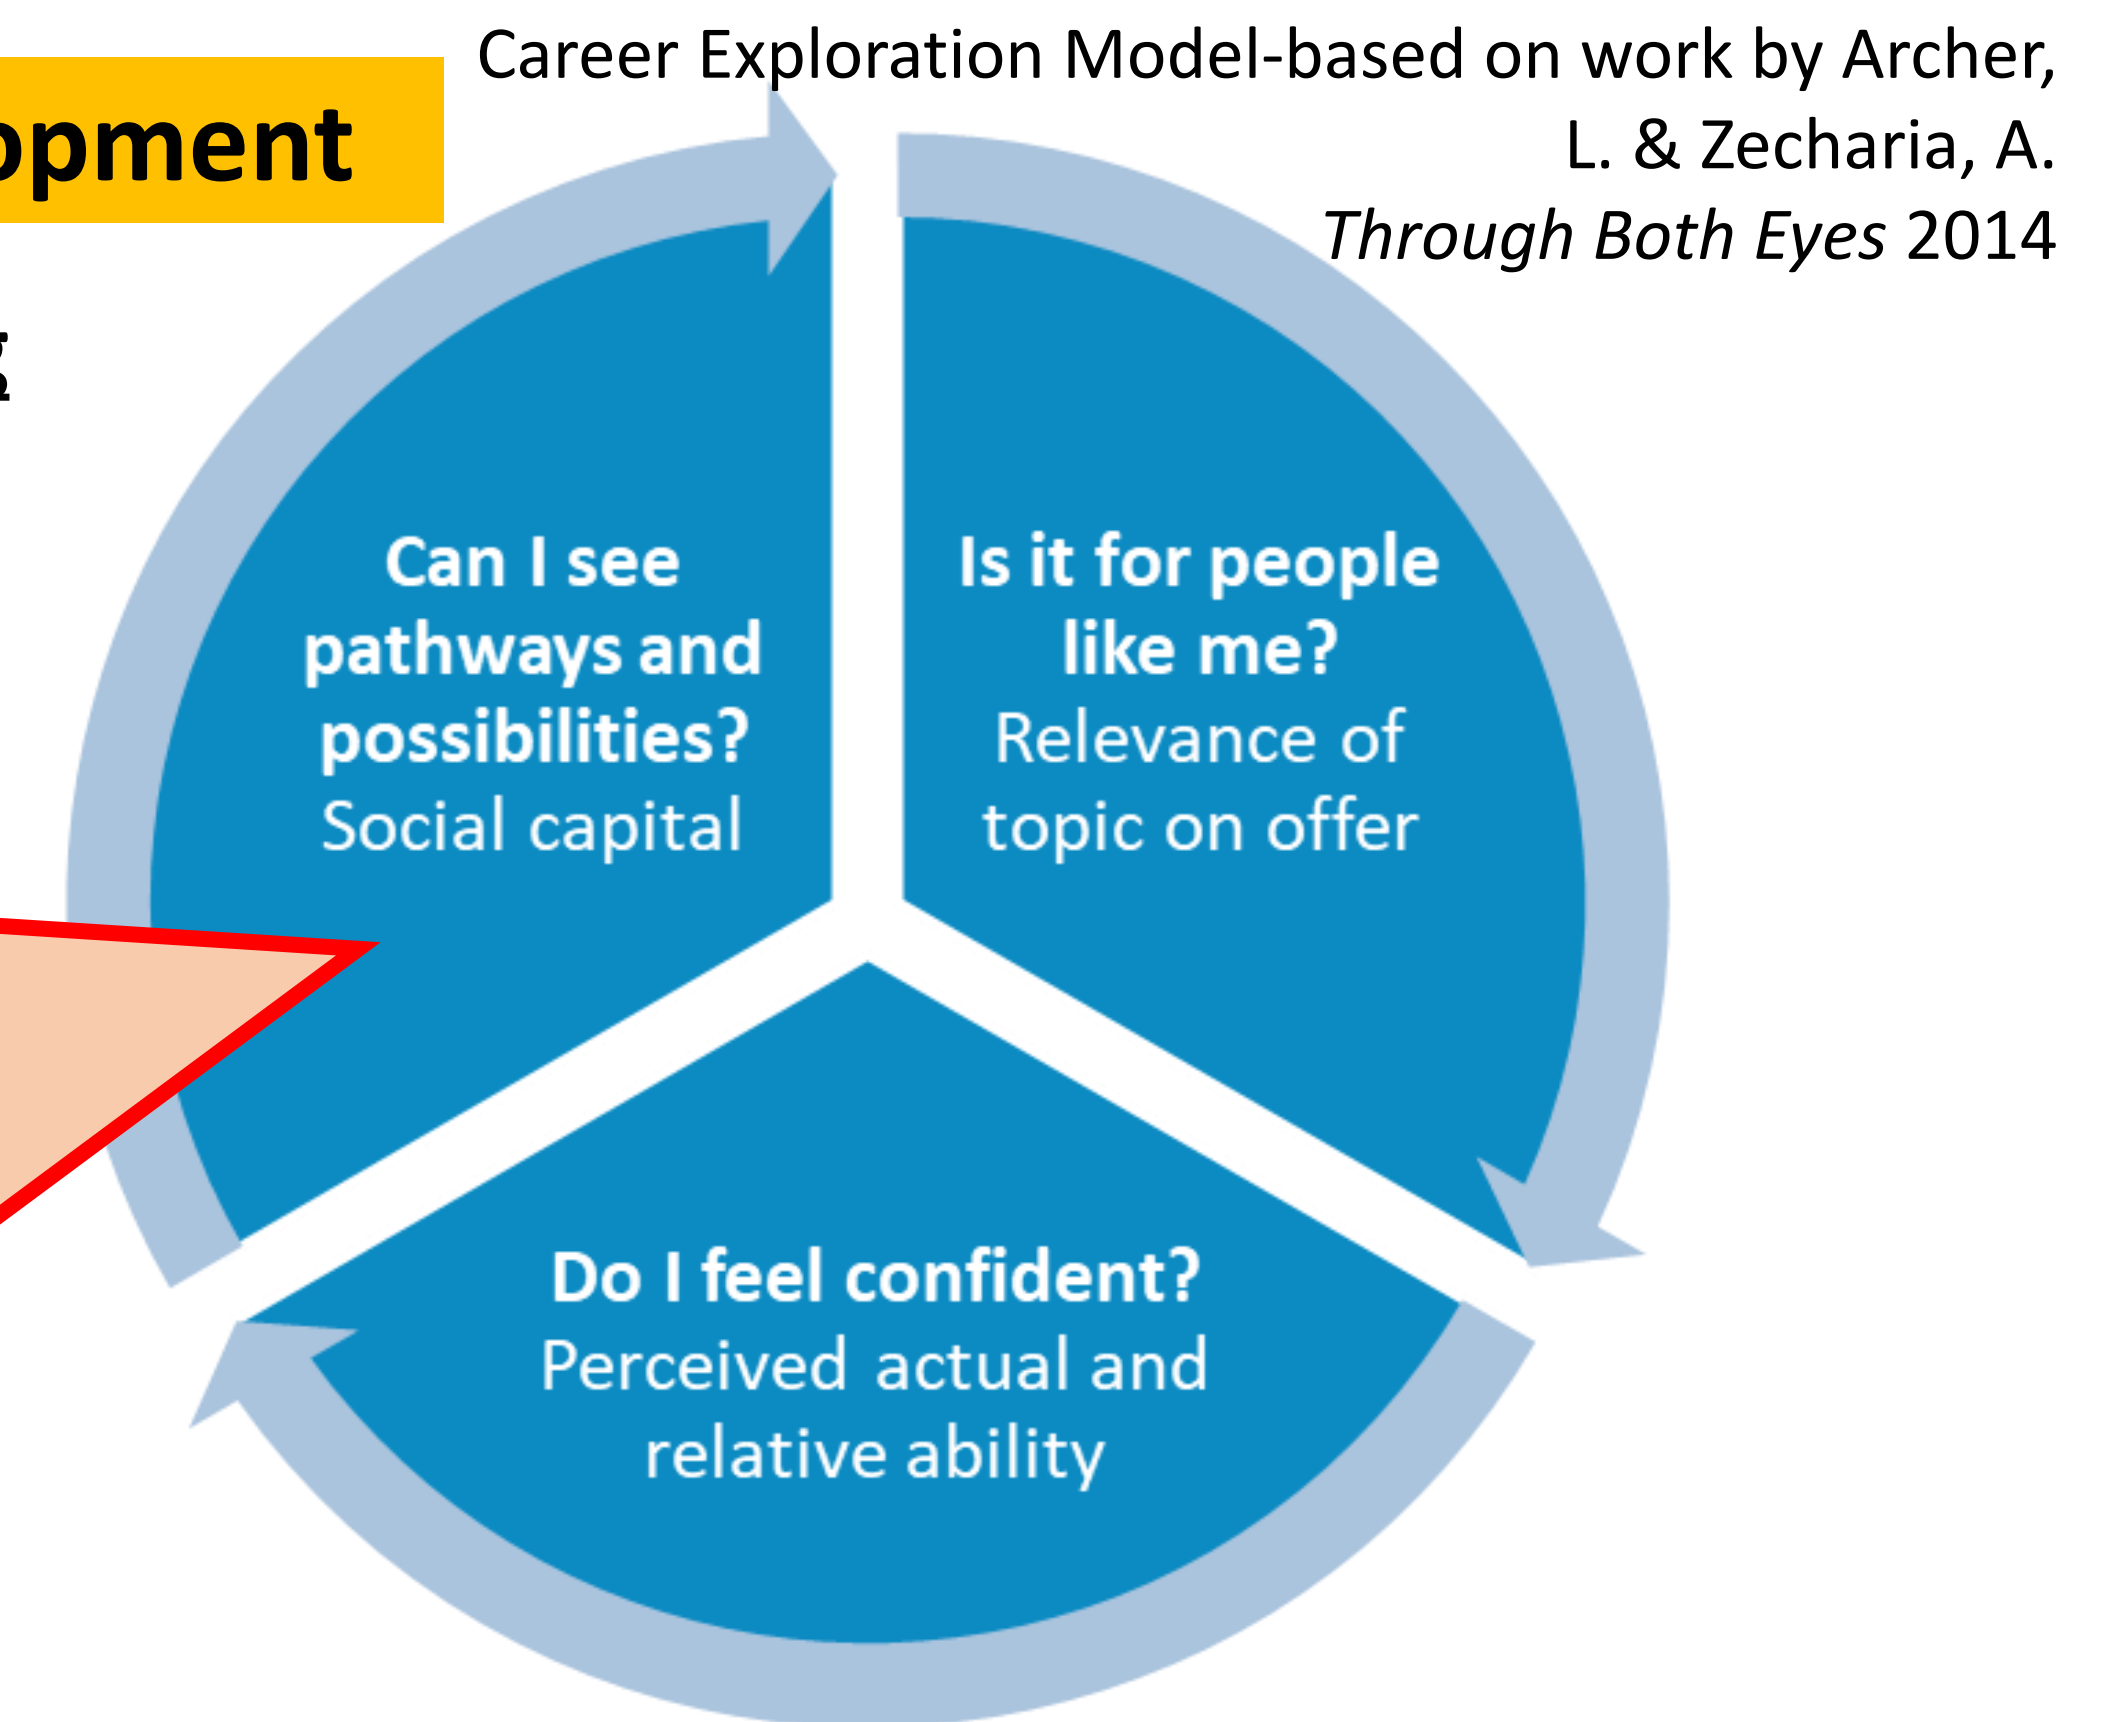 Career Exploration Model-based on work by Archer,
opment
L. & Zecharia, A.
Through Both Eyes 2014
Can I see
pathways and
possibilities?
Social capital
Is it for people
like me?
Relevance of
topic on offer
Do I feel confident?
Perceived actual and
relative ability